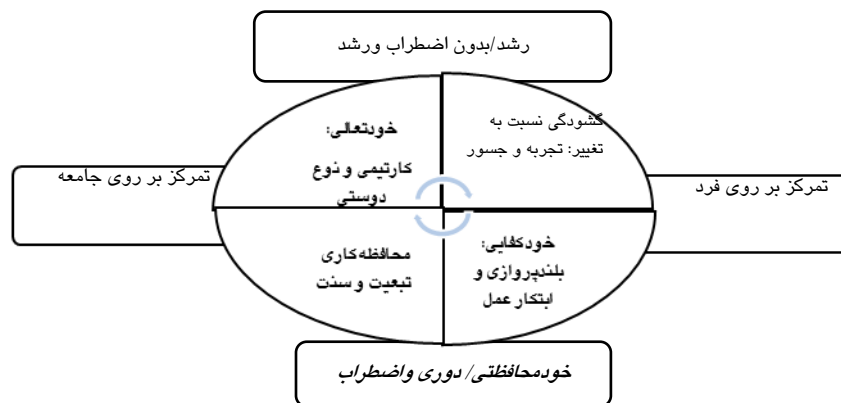 رشد/بدون اضطراب ورشد
گشودگی نسبت به
تغییر: تجربه و جسور
خودتعالی:
کارتیمی و نوع
دوستی
تمرکز بر روی فرد
تمرکز بر روی جامعه
خودکفایی:
بلندپروازی و
ابتکار عمل
محافظه‌کاری
تبعیت و سنت
خودمحافظتی/ دوری واضطراب